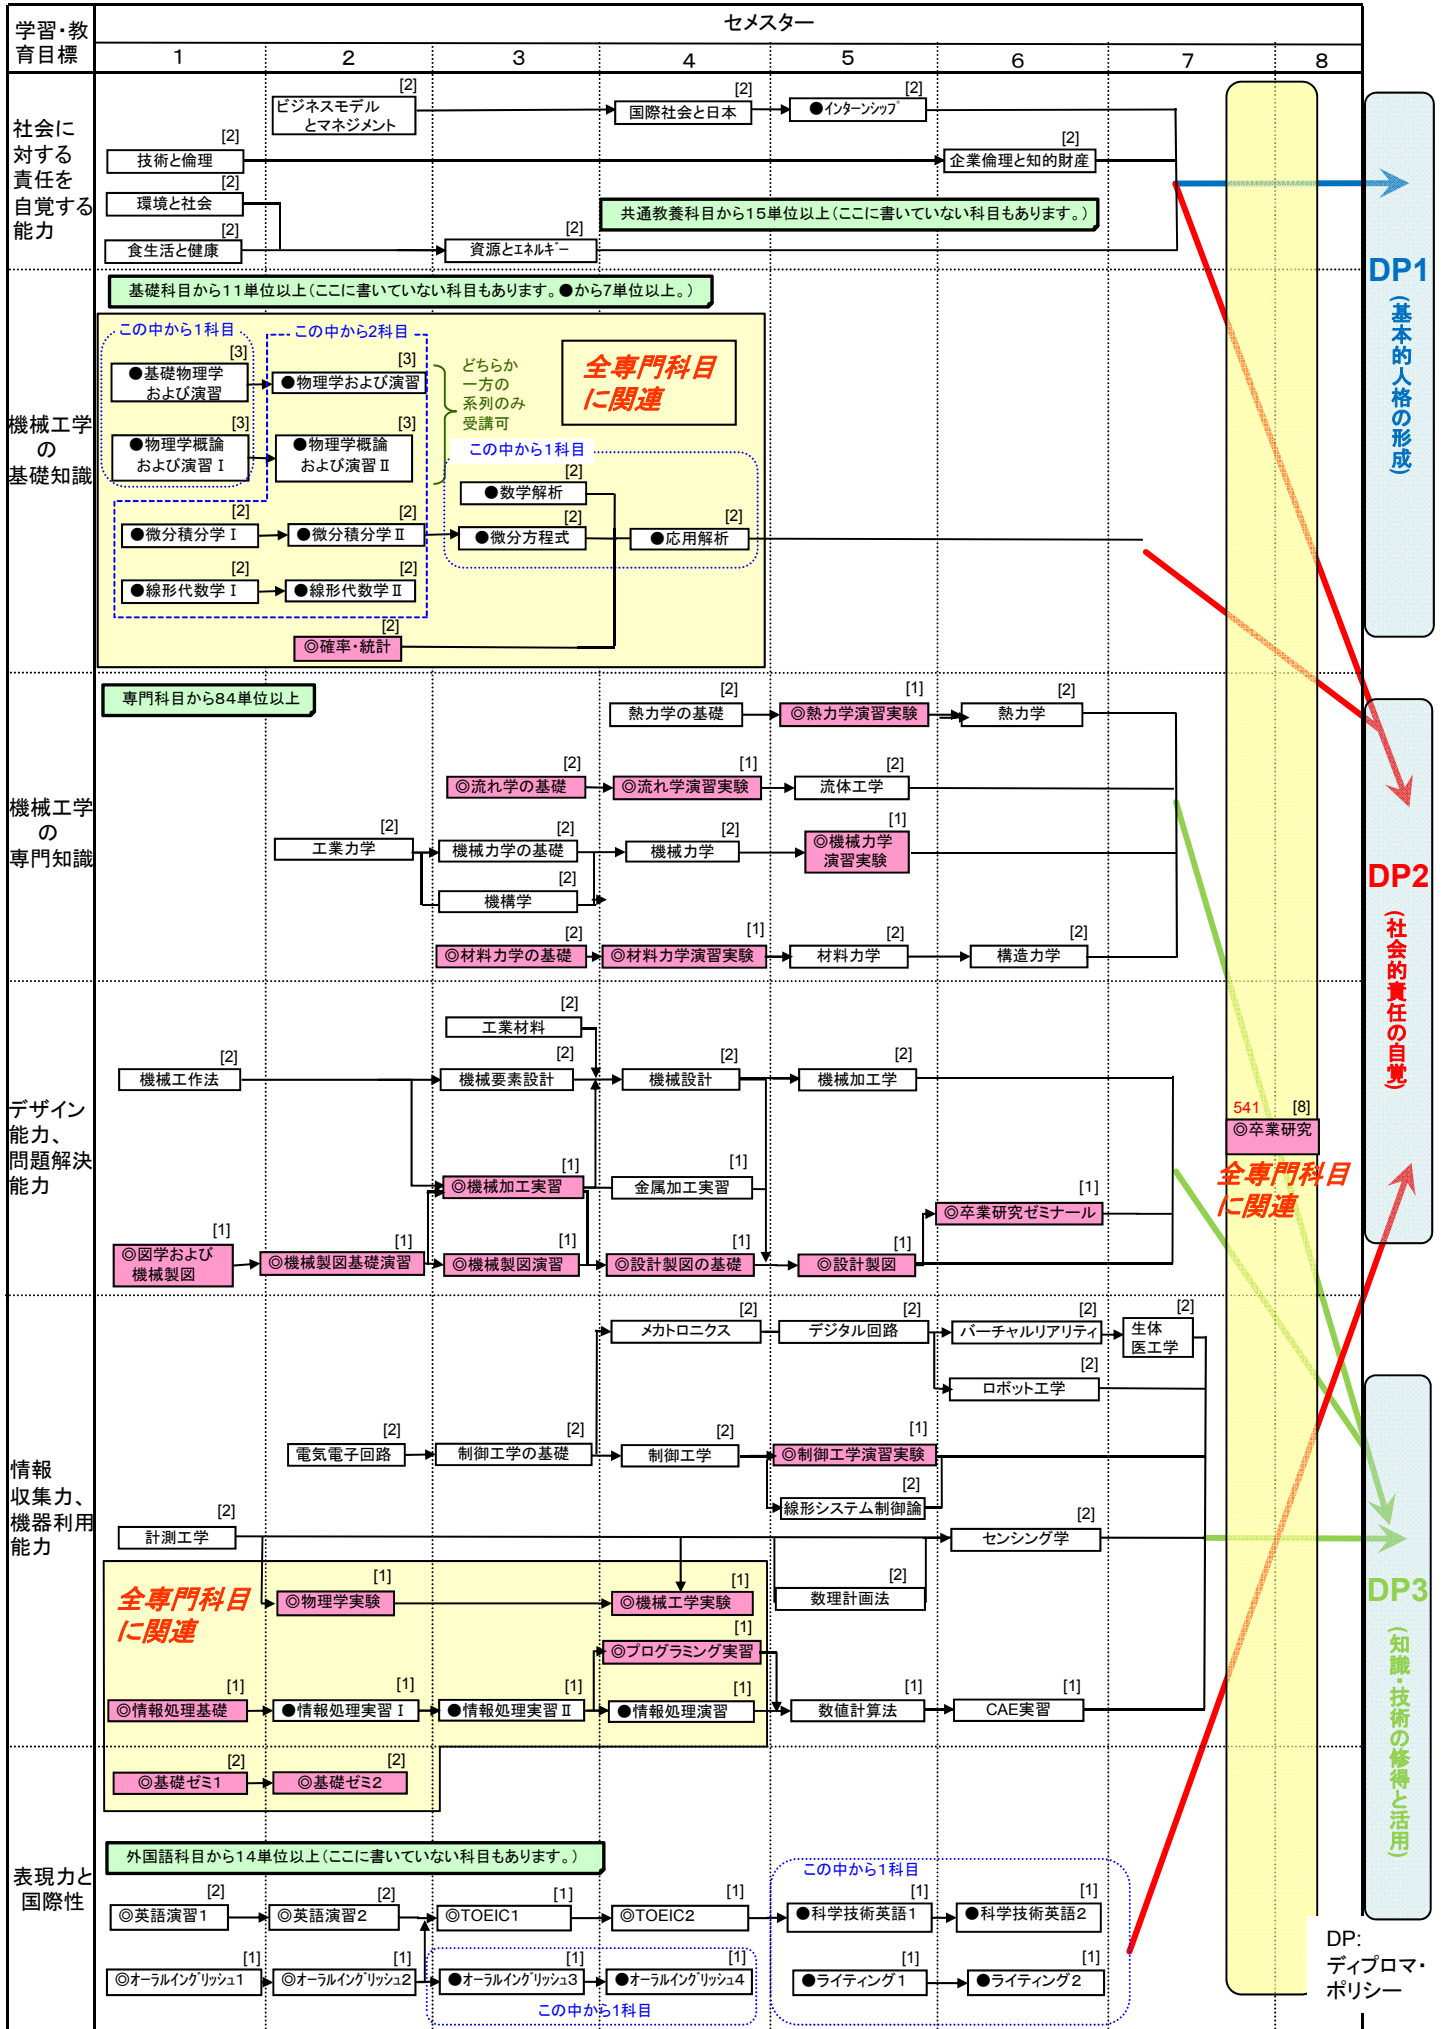 学習・教
育目標
セメスター
1
2
3
4
5
6
7
8
社会に
対する
責任を
自覚する
能力
[2]
ビジネスモデル
とマネジメント
[2]
国際社会と日本
[2]
●インターンシップ
[2]
技術と倫理
[2]
企業倫理と知的財産
[2]
環境と社会
共通教養科目から15単位以上(ここに書いていない科目もあります。)
[2]
食生活と健康
[2]
資源とエネルギー
機械工学
の
基礎知識
基礎科目から11単位以上(ここに書いていない科目もあります。●から7単位以上。)
この中から1科目
この中から2科目
[3]
●基礎物理学
および演習
[3]
●物理学および演習
どちらか
一方の
系列のみ
受講可
全専門科目
に関連
[3]
●物理学概論
および演習Ⅰ
[3]
●物理学概論
および演習Ⅱ
この中から1科目
[2]
●数学解析
[2]
●微分積分学Ⅰ
[2]
●微分積分学Ⅱ
[2]
●微分方程式
[2]
●応用解析
[2]
●線形代数学Ⅰ
[2]
●線形代数学Ⅱ
[2]
◎確率・統計
機械工学
の
専門知識
専門科目から84単位以上
[2]
熱力学の基礎
[1]
◎熱力学演習実験
[2]
熱力学
[2]
◎流れ学の基礎
[1]
◎流れ学演習実験
[2]
流体工学
[2]
工業力学
[2]
機械力学の基礎
[2]
機械力学
[1]
◎機械力学
演習実験
[2]
機構学
[2]
◎材料力学の基礎
[1]
◎材料力学演習実験
[2]
材料力学
[2]
構造力学
デザイン
能力、
問題解決
能力
[2]
工業材料
[2]
機械工作法
[2]
機械要素設計
[2]
機械設計
[2]
機械加工学
541
[8]
◎卒業研究
全専門科目
に関連
[1]
◎機械加工実習
[1]
金属加工実習
[1]
◎卒業研究ゼミナール
[1]
◎図学および
機械製図
[1]
◎機械製図基礎演習
[1]
◎機械製図演習
[1]
◎設計製図の基礎
[1]
◎設計製図
情報
収集力、
機器利用
能力
[2]
メカトロニクス
[2]
デジタル回路
[2]
バーチャルリアリティ
[2]
生体
医工学
[2]
ロボット工学
[2]
電気電子回路
[2]
制御工学の基礎
[2]
制御工学
[1]
◎制御工学演習実験
[2]
線形システム制御論
[2]
計測工学
[2]
センシング学
全専門科目
に関連
[1]
◎物理学実験
[1]
◎機械工学実験
[2]
数理計画法
[1]
◎プログラミング実習
[1]
◎情報処理基礎
[1]
●情報処理実習Ⅰ
[1]
●情報処理実習Ⅱ
[1]
●情報処理演習
[1]
数値計算法
[1]
CAE実習
[2]
◎基礎ゼミ1
[2]
◎基礎ゼミ2
表現力と
国際性
外国語科目から14単位以上(ここに書いていない科目もあります。)
この中から1科目
[2]
◎英語演習1
[2]
◎英語演習2
[1]
◎TOEIC1
[1]
◎TOEIC2
[1]
●科学技術英語1
[1]
●科学技術英語2
[1]
◎オーラルイングリッシュ1
[1]
◎オーラルイングリッシュ2
[1]
●オーラルイングリッシュ3
[1]
●オーラルイングリッシュ4
[1]
●ライティング1
[1]
●ライティング2
この中から1科目
DP1
(基本的人格の形成)
DP2
(社会的責任の自覚)
DP3
(知識・技術の修得と活用)
DP:
ディプロマ・
ポリシー